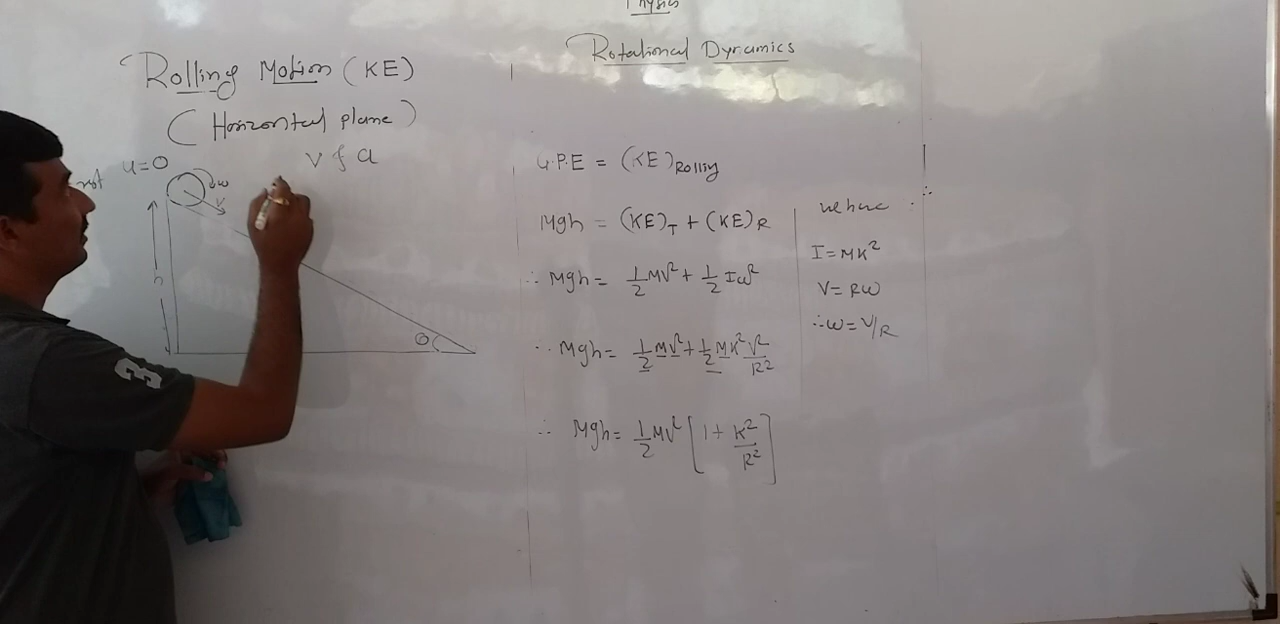 Physics
Rotational Dynamics
Rolling Motion (KE)
(Horizontal plane)
V & a
u=0
rest
ω
V
h
θ
G.P.E = (KE)Rolling
Mgh = (KE)T + (KE)R
∴ Mgh = 1/2 MV² + 1/2 Iω²
∴ Mgh = 1/2 MV² + 1/2 MK² V²/R²
∴ Mgh = 1/2 MV² [1 + K²/R²]
where :
I = MK²
V = Rω
∴ ω = V/R
∴
3